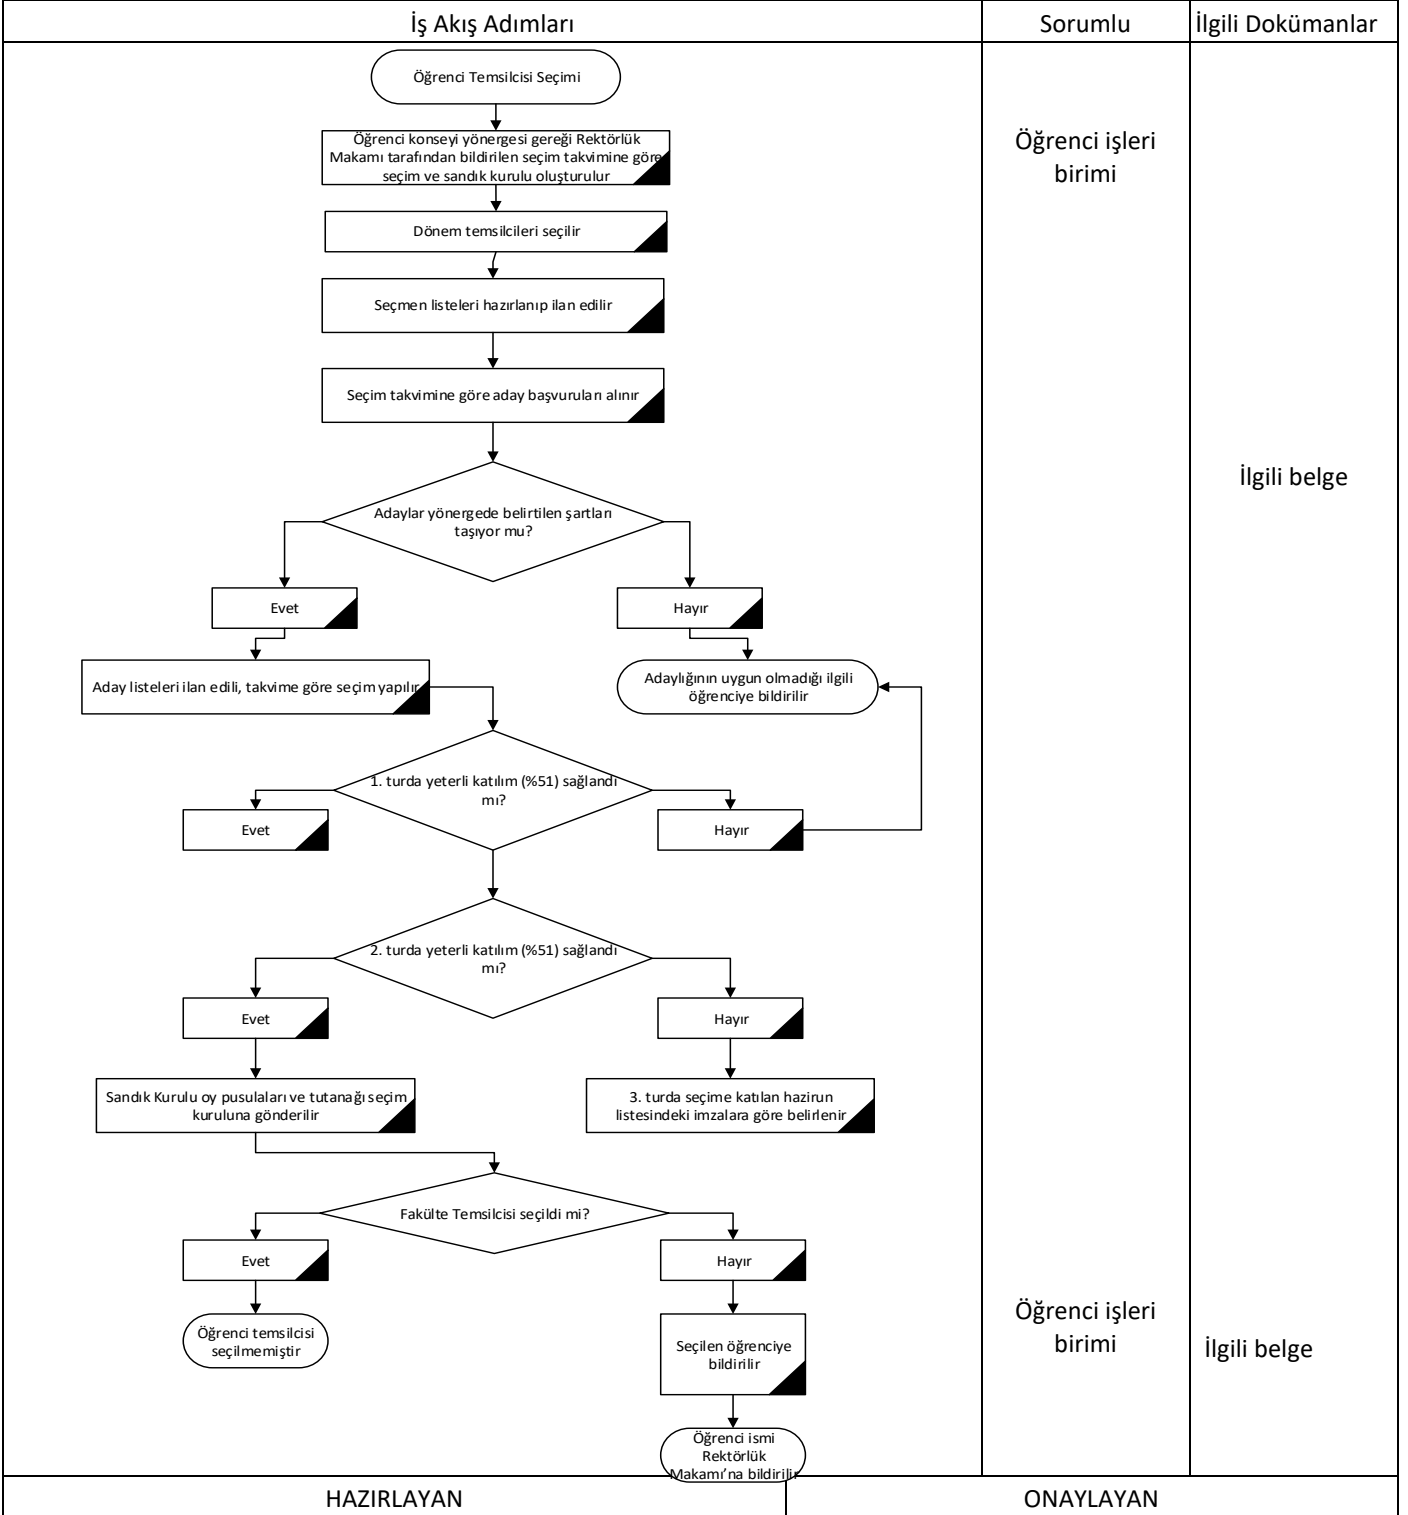 İş Akış Adımları
Sorumlu
İlgili Dokümanlar
Öğrenci Temsilcisi Seçimi
Öğrenci konseyi yönergesi gereği Rektörlük
Makamı tarafından bildirilen seçim takvimine göre
seçim ve sandık kurulu oluşturulur
Öğrenci işleri
birimi
Dönem temsilcileri seçilir
Seçmen listeleri hazırlanıp ilan edilir
Seçim takvimine göre aday başvuruları alınır
İlgili belge
Adaylar yönergede belirtilen şartları
taşıyor mu?
Evet
Hayır
Aday listeleri ilan edili, takvime göre seçim yapılır
Adaylığının uygun olmadığı ilgili
öğrenciye bildirilir
1. turda yeterli katılım (%51) sağlandı
mı?
Evet
Hayır
2. turda yeterli katılım (%51) sağlandı
mı?
Evet
Hayır
Sandık Kurulu oy pusulaları ve tutanağı seçim
kuruluna gönderilir
3. turda seçime katılan hazirun
listesindeki imzalara göre belirlenir
Fakülte Temsilcisi seçildi mi?
Evet
Hayır
Öğrenci temsilcisi
seçilmemiştir
Seçilen öğrenciye
bildirilir
Öğrenci işleri
birimi
İlgili belge
Öğrenci ismi
Rektörlük
Makamı’na bildirilir
HAZIRLAYAN
ONAYLAYAN